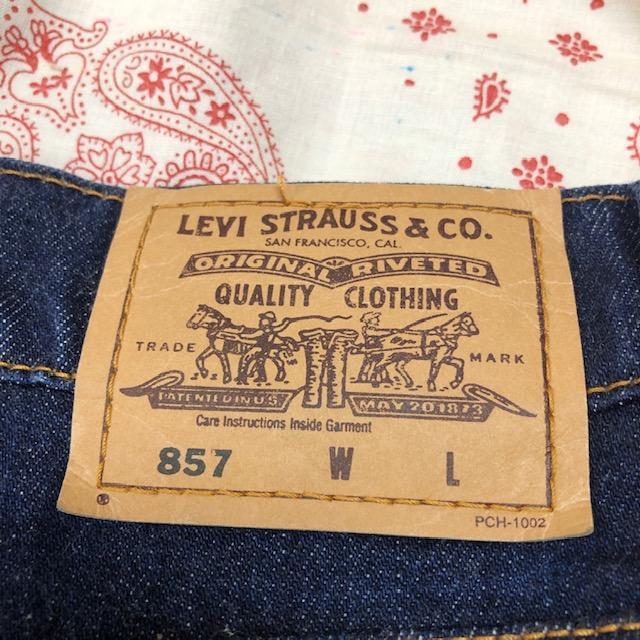 LEVI STRAUSS & CO.
SAN FRANCISCO, CAL.
ORIGINAL RIVETED
QUALITY CLOTHING
TRADE MARK
PATENTED IN U.S. MAY 20 1873
Care Instructions Inside Garment
857 W L
®
PCH-1002